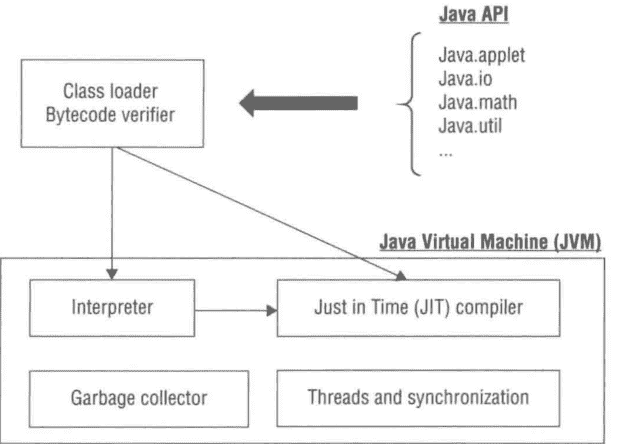 Java API
Java.applet
Java.io
Java.math
Java.util
...
Class loader
Bytecode verifier
Java Virtual Machine (JVM)
Interpreter
Just in Time (JIT) compiler
Garbage collector
Threads and synchronization